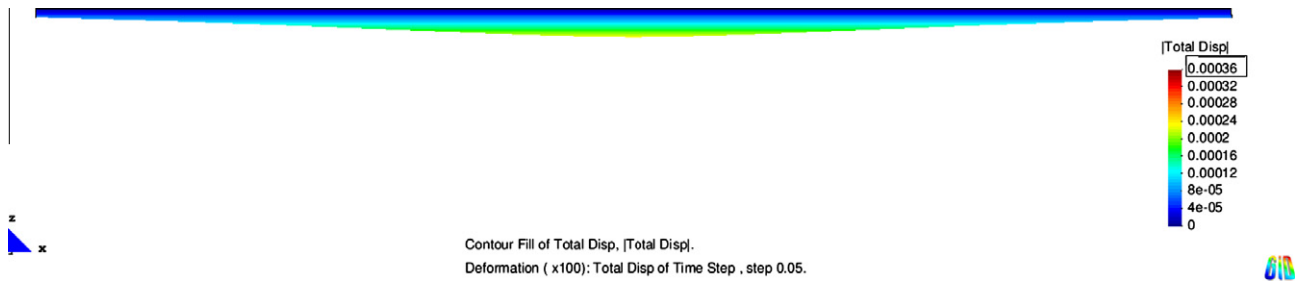 |Total Disp|
0.00036
0.00032
0.00028
0.00024
0.0002
0.00016
0.00012
8e-05
4e-05
0
z
x
Contour Fill of Total Disp, |Total Disp|.
Deformation ( x100): Total Disp of Time Step , step 0.05.
GiD